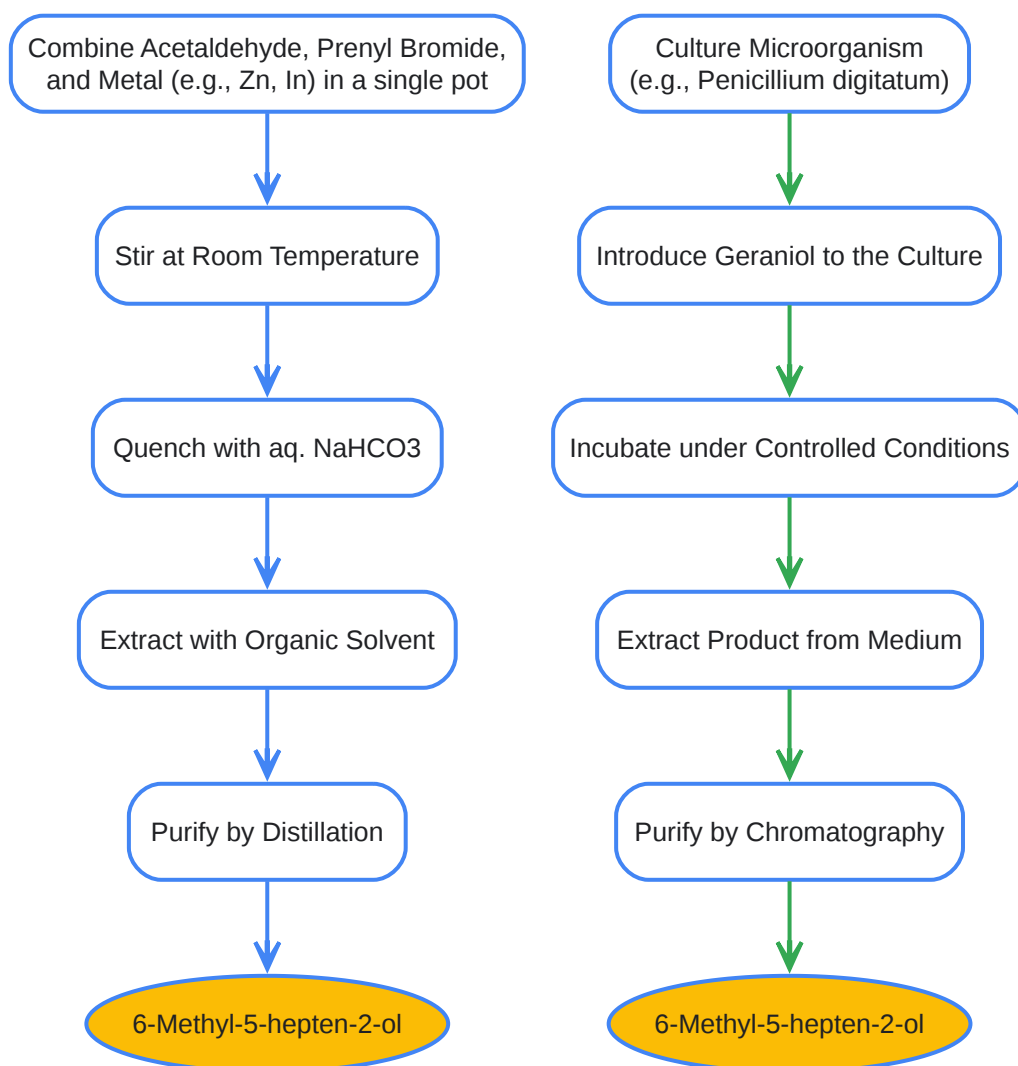 Combine Acetaldehyde, Prenyl Bromide,
and Metal (e.g., Zn, In) in a single pot
Stir at Room Temperature
Quench with aq. NaHCO3
Extract with Organic Solvent
Purify by Distillation
6-Methyl-5-hepten-2-ol
Culture Microorganism
(e.g., Penicillium digitatum)
Introduce Geraniol to the Culture
Incubate under Controlled Conditions
Extract Product from Medium
Purify by Chromatography
6-Methyl-5-hepten-2-ol